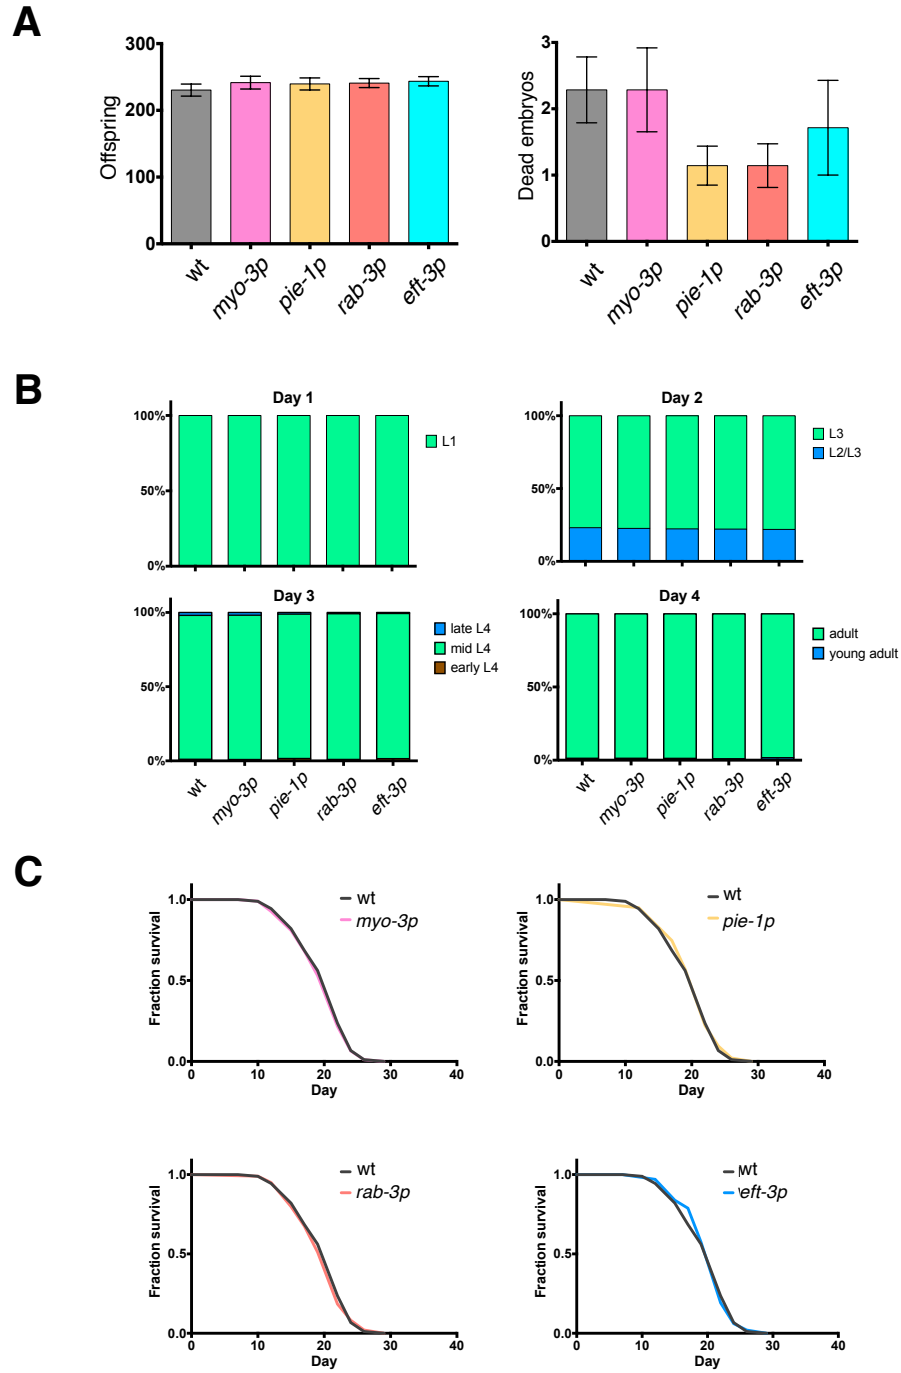 A
300
200
100
0
Offspring
wt
myo-3p
pie-1p
rab-3p
eft-3p
3
2
1
0
Dead embryos
wt
myo-3p
pie-1p
rab-3p
eft-3p
B
Day 1
100%
50%
0%
L1
Day 2
100%
50%
0%
L3
L2/L3
Day 3
100%
50%
0%
late L4
mid L4
early L4
wt
myo-3p
pie-1p
rab-3p
eft-3p
Day 4
100%
50%
0%
adult
young adult
wt
myo-3p
pie-1p
rab-3p
eft-3p
C
1.0
0.5
0.0
Fraction survival
wt
myo-3p
0 10 20 30 40
Day
1.0
0.5
0.0
Fraction survival
wt
pie-1p
0 10 20 30 40
Day
1.0
0.5
0.0
Fraction survival
wt
rab-3p
0 10 20 30 40
Day
1.0
0.5
0.0
Fraction survival
wt
eft-3p
0 10 20 30 40
Day